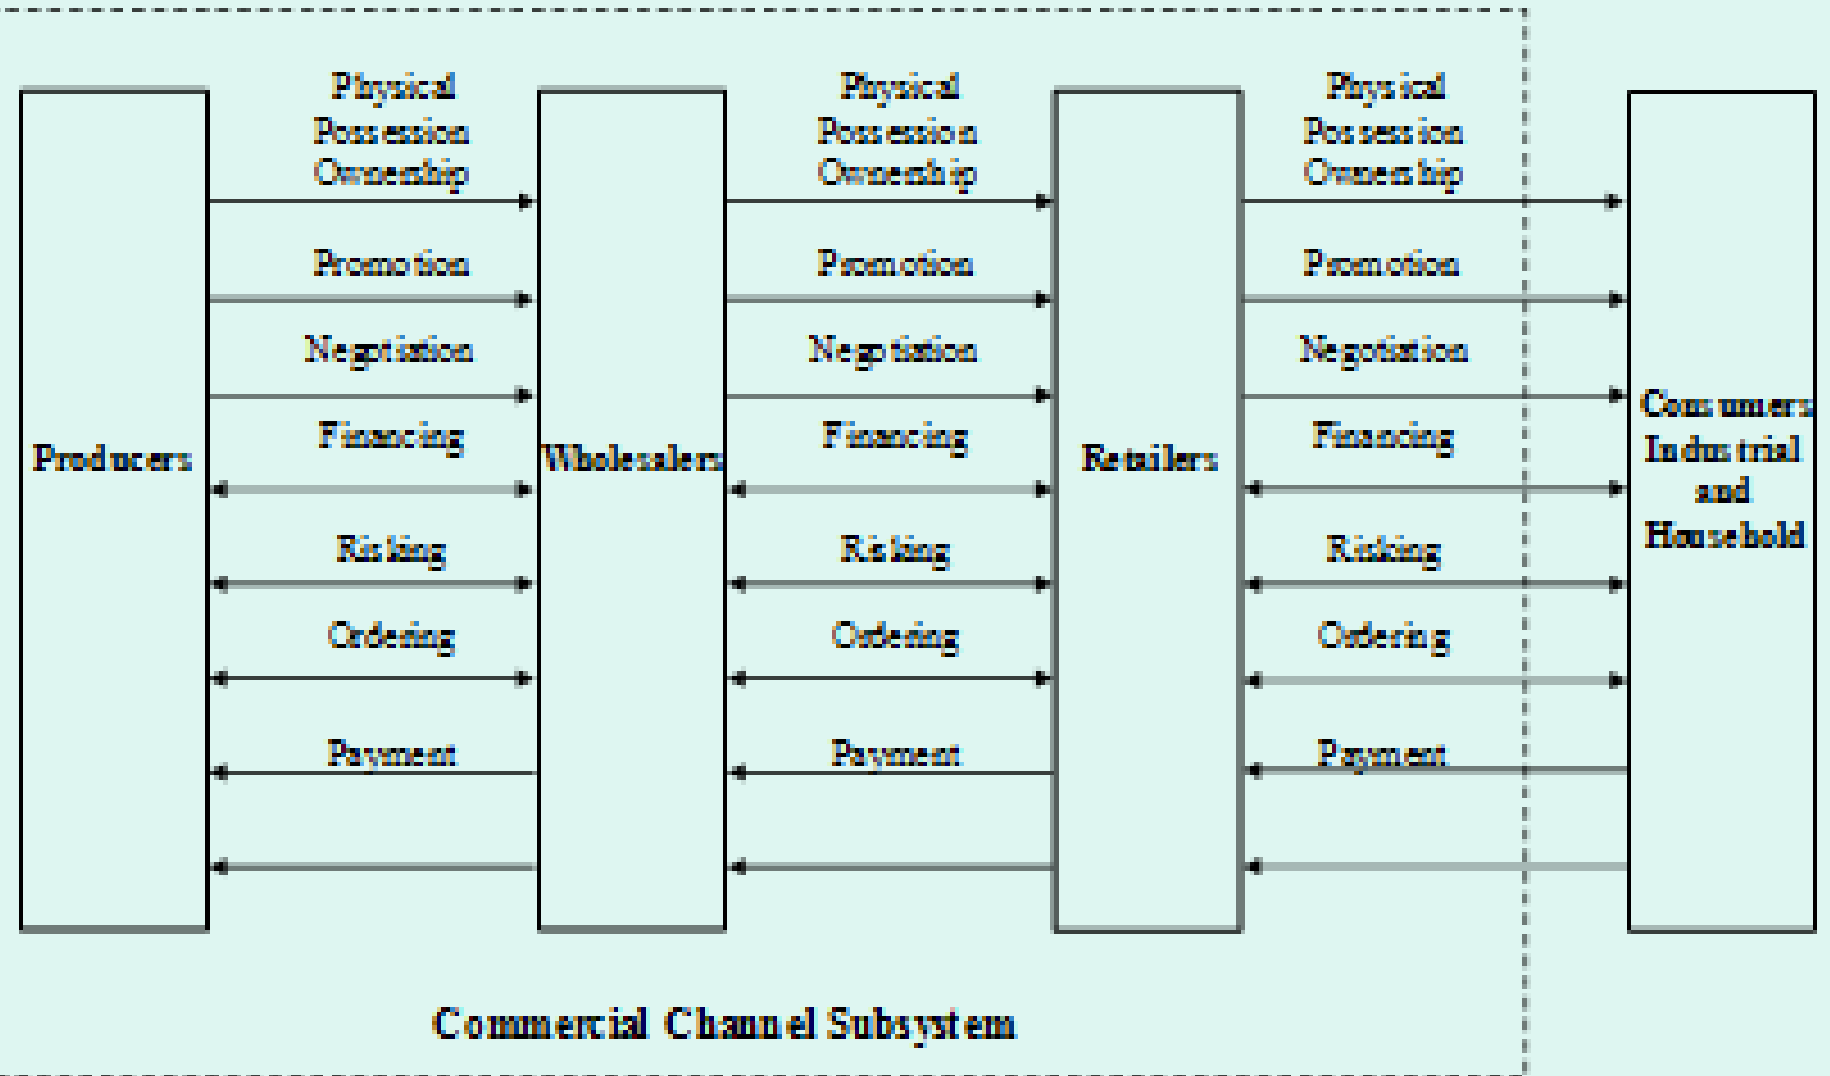 Physical
Possession
Ownership
Promotion
Negotiation
Financing
Risking
Ordering
Payment
Physical
Possession
Ownership
Promotion
Negotiation
Financing
Risking
Ordering
Payment
Physical
Possession
Ownership
Promotion
Negotiation
Financing
Risking
Ordering
Payment
Producers
Wholesalers
Retailers
Consumers
Industrial
and
Household
Commercial Channel Subsystem